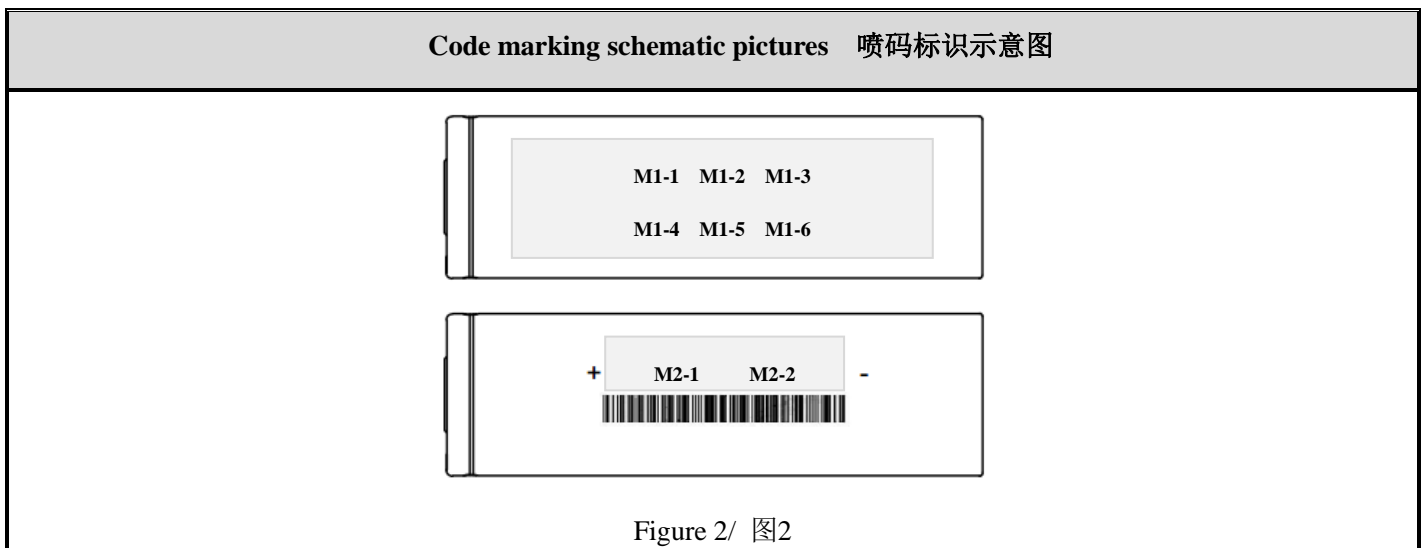 Code marking schematic pictures 喷码标识示意图
M1-1 M1-2 M1-3
M1-4 M1-5 M1-6
+ M2-1 M2-2 -
Figure 2/ 图2